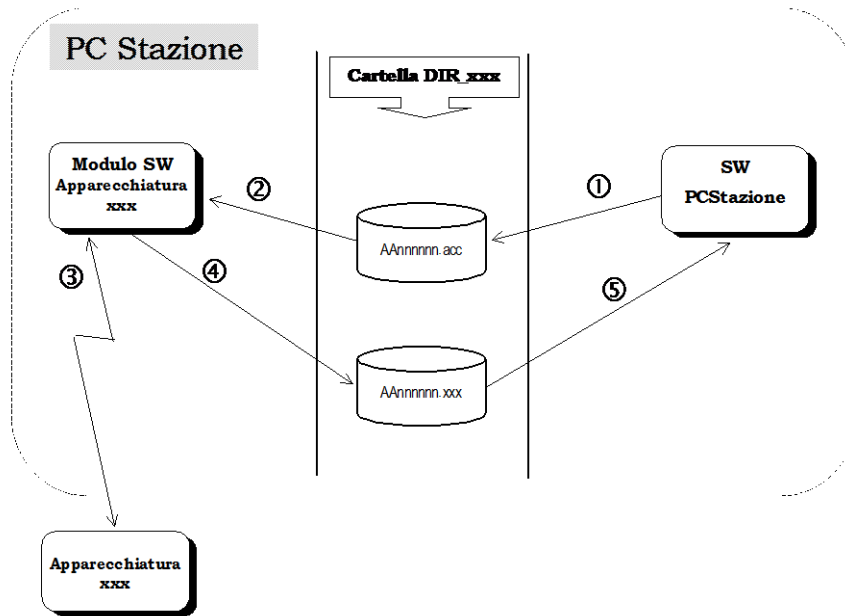 PC Stazione
Cartella DIR_xxx
Modulo SW
Apparecchiatura
xxx
②
①
SW
PCStazione
AAnnnnnn.acc
③
④
⑤
AAnnnnnn.xxx
Apparecchiatura
xxx